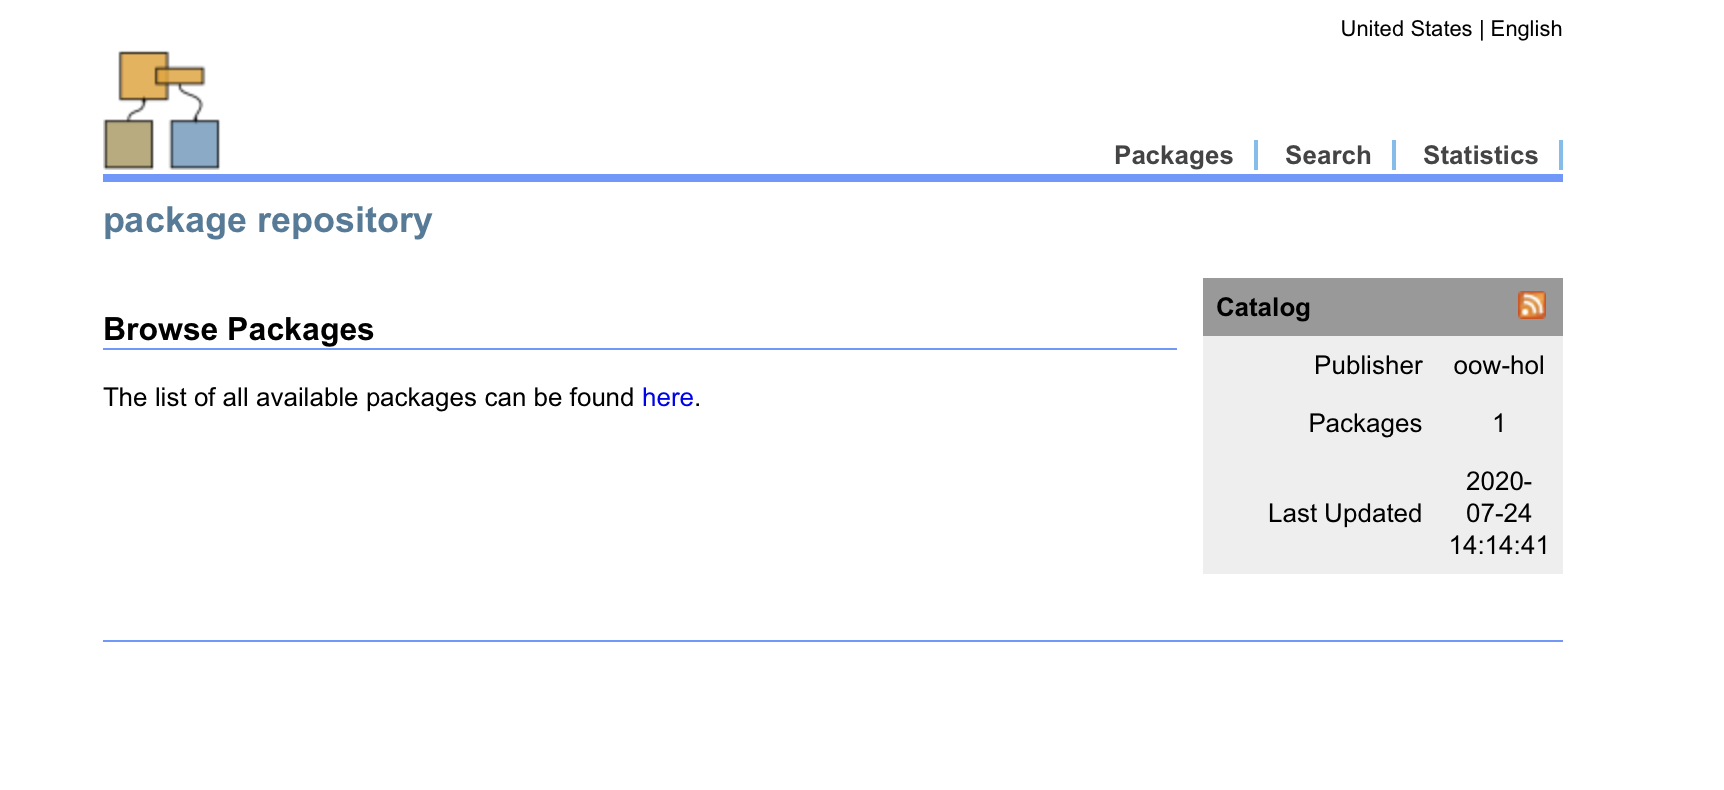 United States | English
Packages
Search
Statistics
package repository
Browse Packages
The list of all available packages can be found here.
Catalog
Publisher oow-hol
Packages 1
Last Updated 2020-
07-24
14:14:41